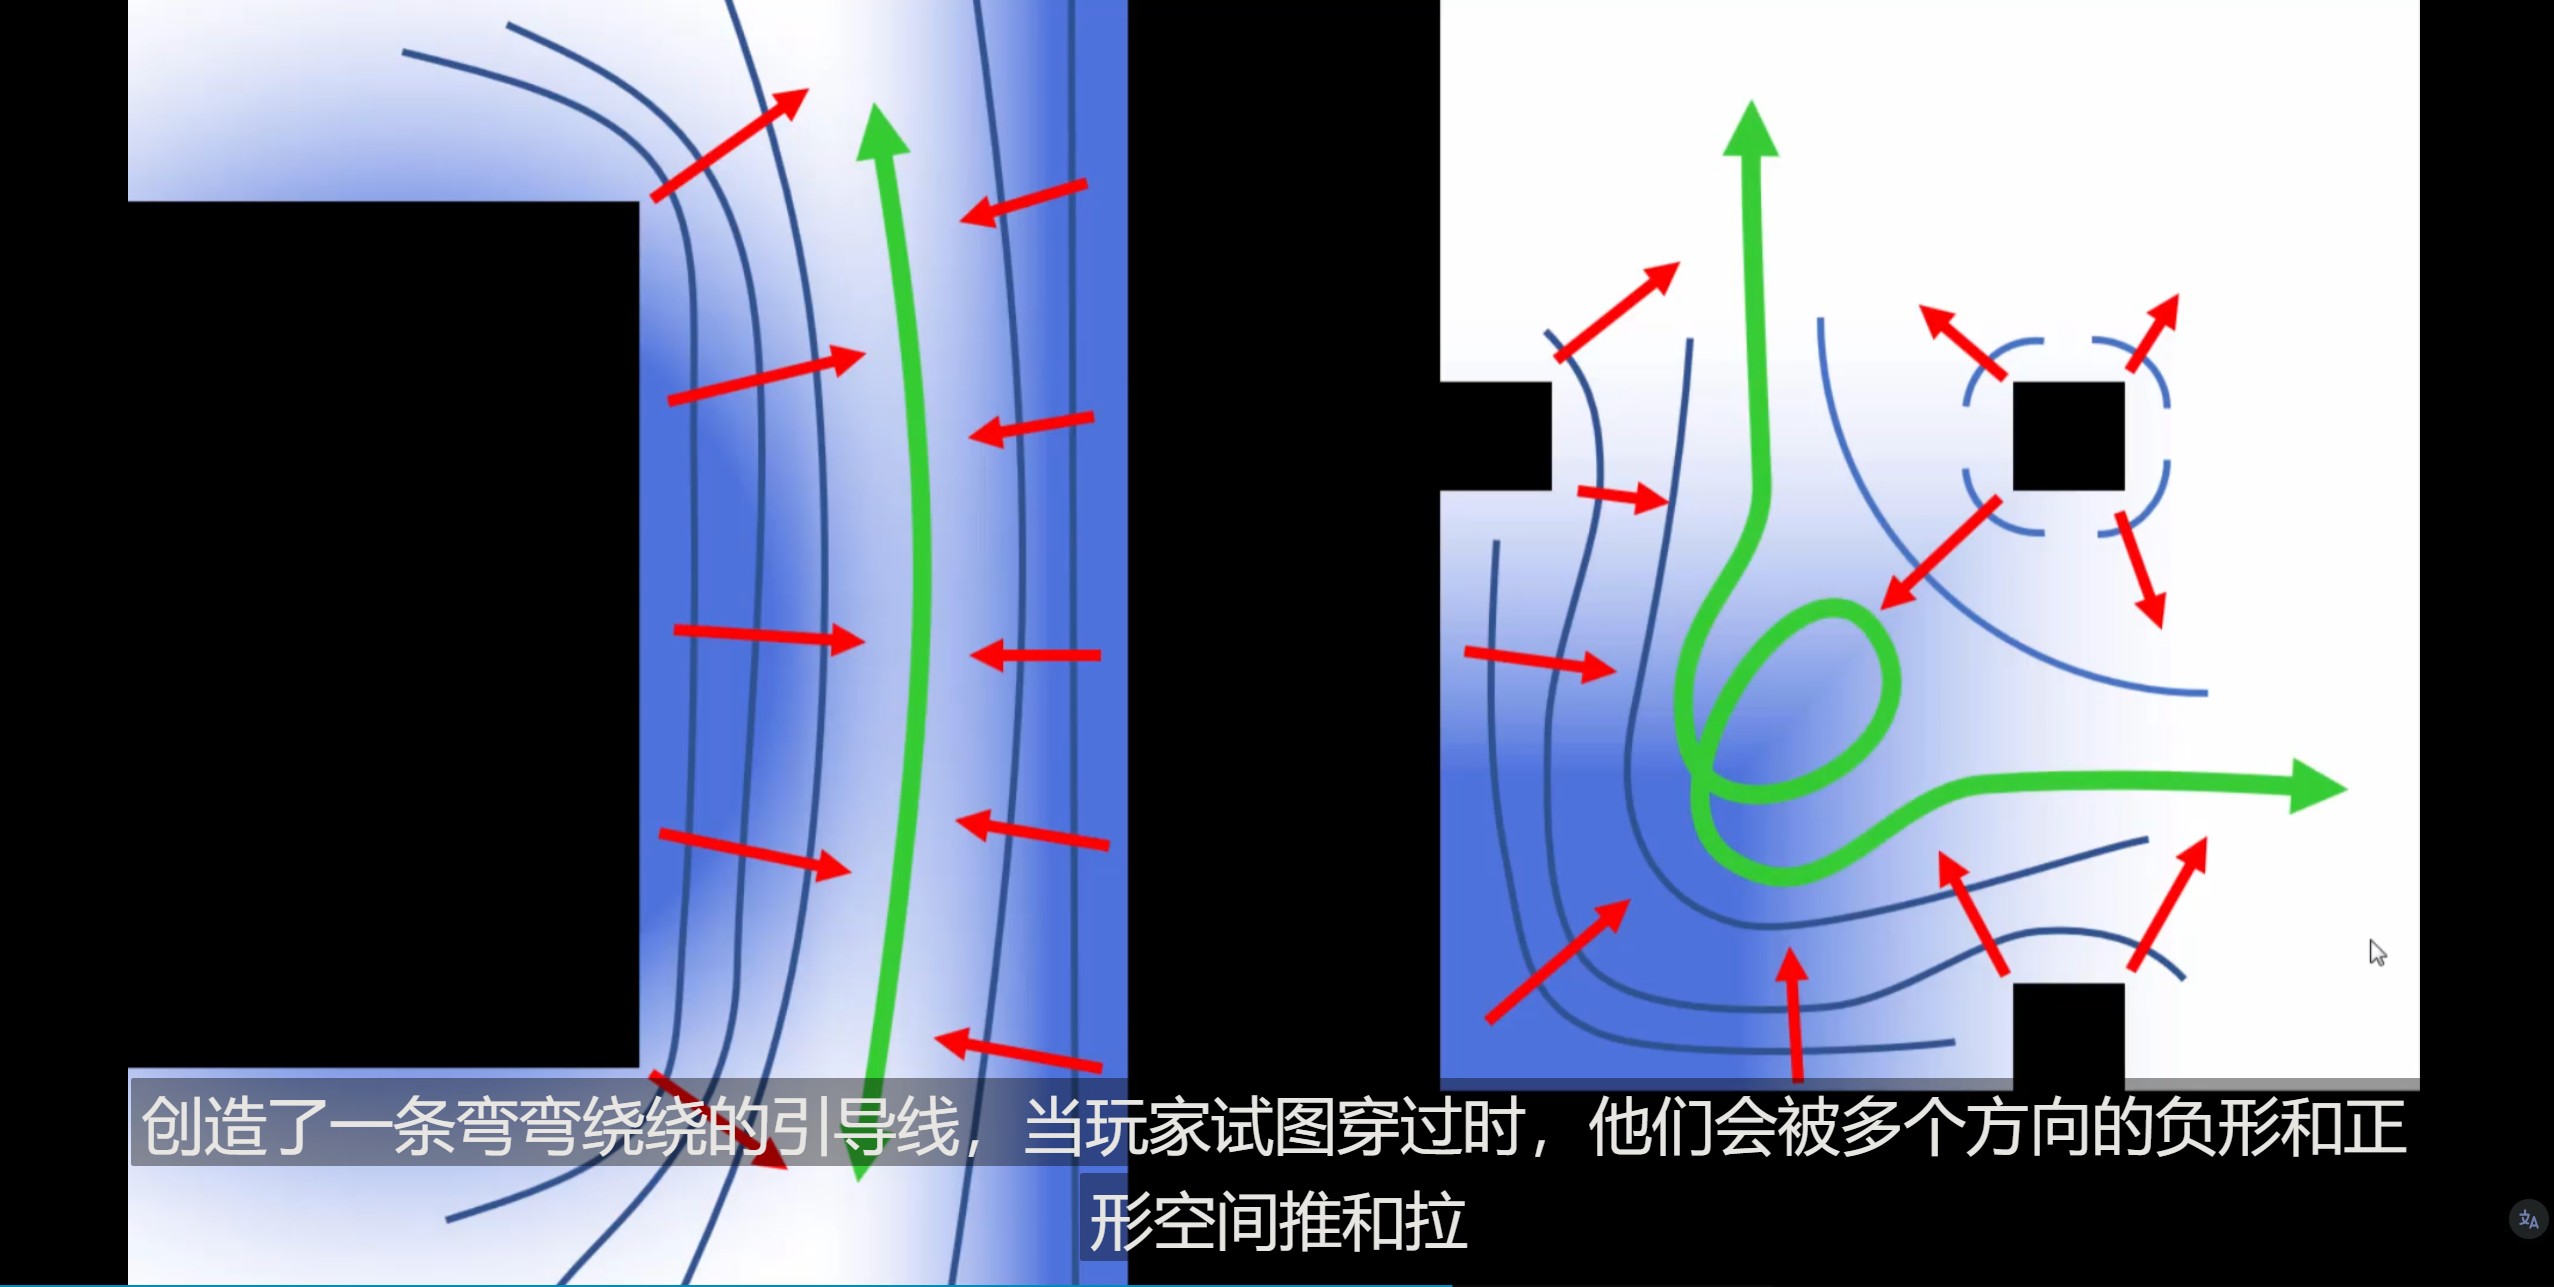 创造了一条弯弯绕绕的引导线，当玩家试图穿过时，他们会被多个方向的负形和正
形空间推和拉
文A